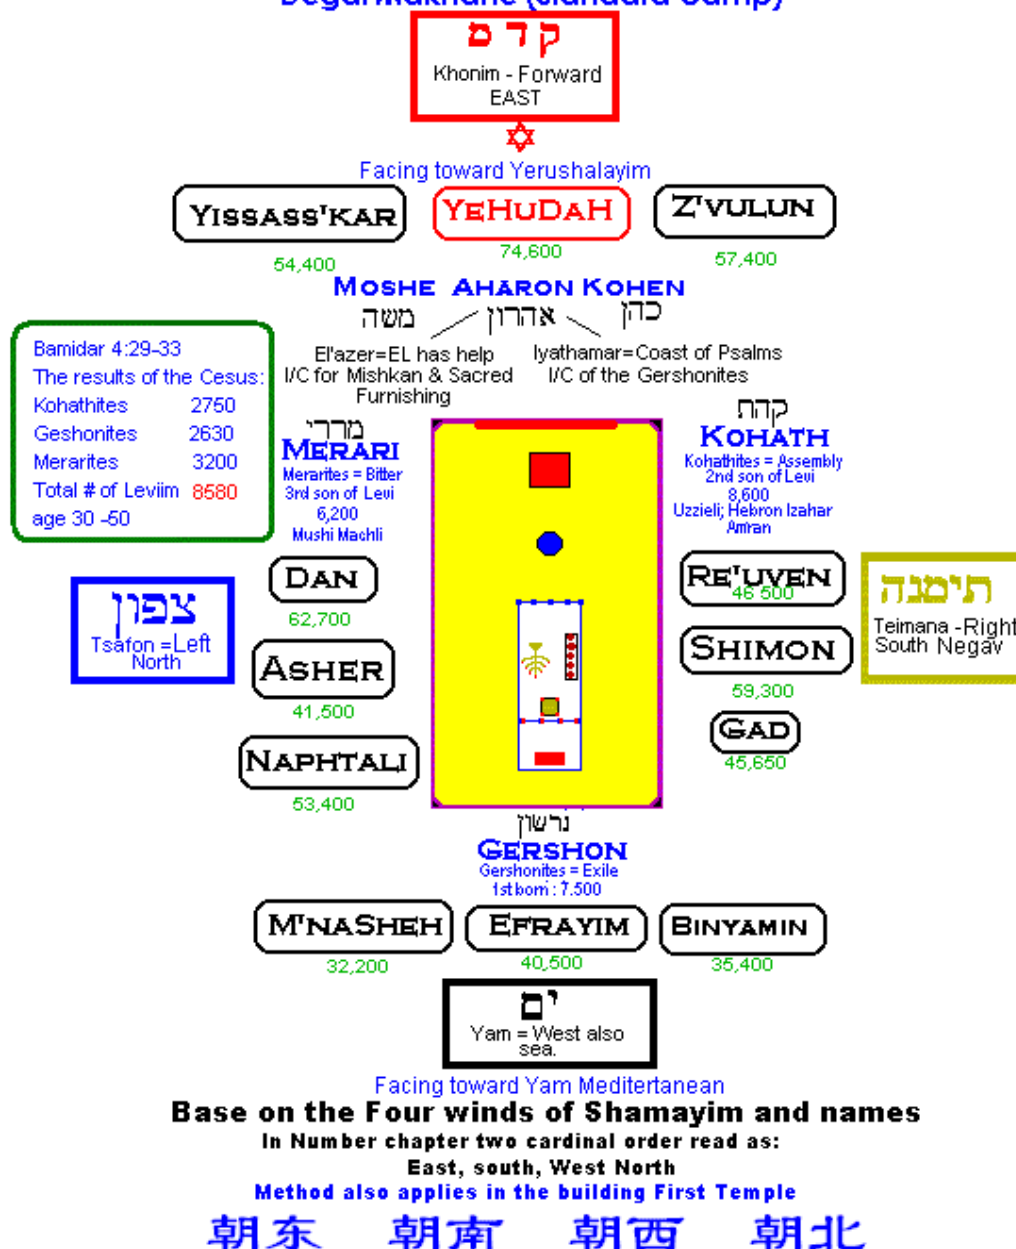 (Standard Camp)
קדמ
Khonim - Forward
EAST
Facing toward Yerushalayim
YISSASS'KAR
YEHUDAH
Z'VULUN
54,400
74,600
57,400
MOSHE AHARON KOHEN
משה
אהרון
כהן
El'azer=EL has help
I/C for Mishkan & Sacred
Furnishing
Iyathamar=Coast of Psalms
I/C of the Gershonites
Bamidar 4:29-33
The results of the Cesus:
Kohathites 2750
Geshonites 2630
Merarites 3200
Total # of Leviim 8580
age 30 -50
מררי
MERARI
Merarites = Bitter
3rd son of Levi
6,200
Mushi Machli
קהת
KOHATH
Kohathites = Assembly
2nd son of Levi
8,600
Uzzieli; Hebron Izahar
Amran
צפון
Tsafon =Left
North
DAN
62,700
ASHER
41,500
NAPHTALI
53,400
RE'UVEN
46 500
SHIMON
59,300
GAD
45,650
תימנה
Teimana -Right
South Negav
נרשון
GERSHON
Gershonites = Exile
1st born : 7.500
M'NASHEH
EFRAYIM
BINYAMIN
32,200
40,500
35,400
ים
Yam = West also
sea.
Facing toward Yam Meditertanean
Base on the Four winds of Shamayim and names
In Number chapter two cardinal order read as:
East, south, West North
Method also applies in the building First Temple
朝东 朝南 朝西 朝北